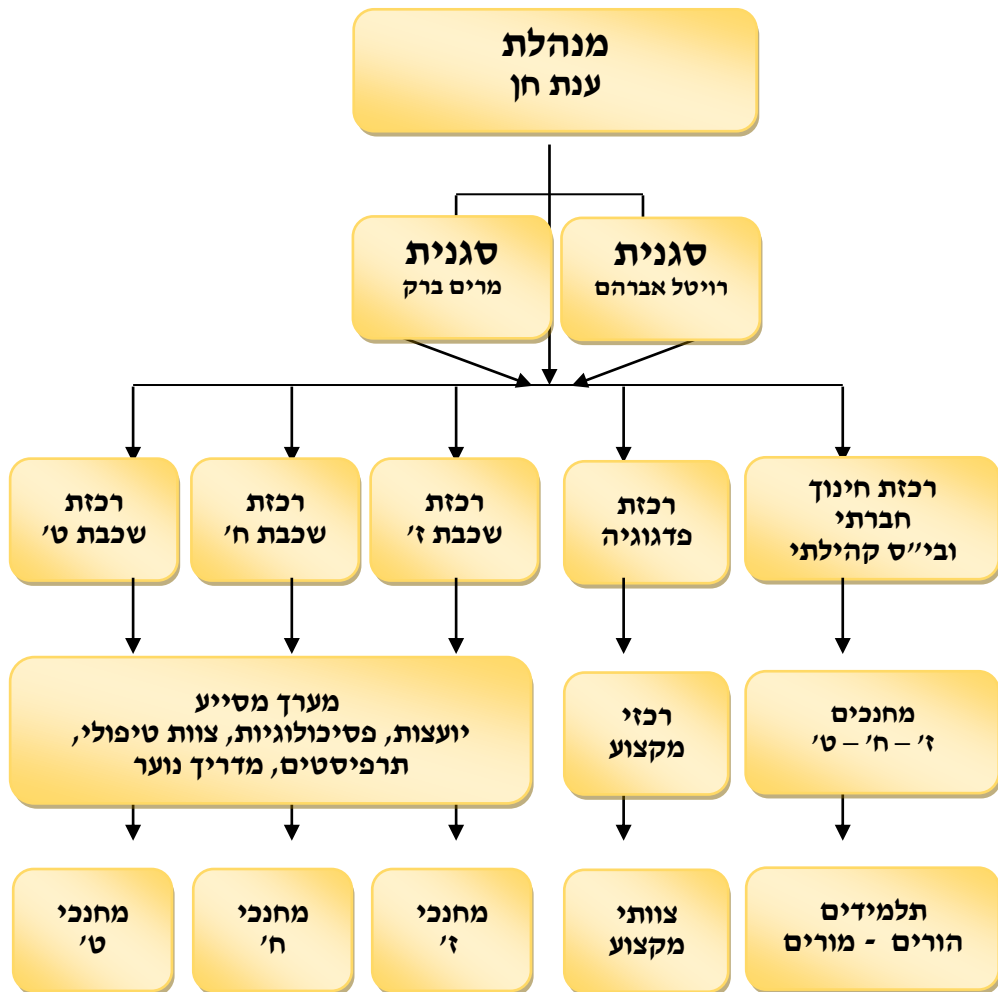 מנהלת
ענת חן
סגנית
רויטל אברהם
סגנית
מרים ברק
רכזת חינוך
חברתי
ובי״ס קהילתי
רכזת
פדגוגיה
רכזת
שכבת ז׳
רכזת
שכבת ח׳
רכזת
שכבת ט׳
מחנכים
ז׳ – ח׳ – ט׳
רכזי
מקצוע
מערך מסייע
יועצות, פסיכולוגיות, צוות טיפולי,
תרפיסטים, מדריך נוער
תלמידים
הורים - מורים
צוותי
מקצוע
מחנכי
ז׳
מחנכי
ח׳
מחנכי
ט׳